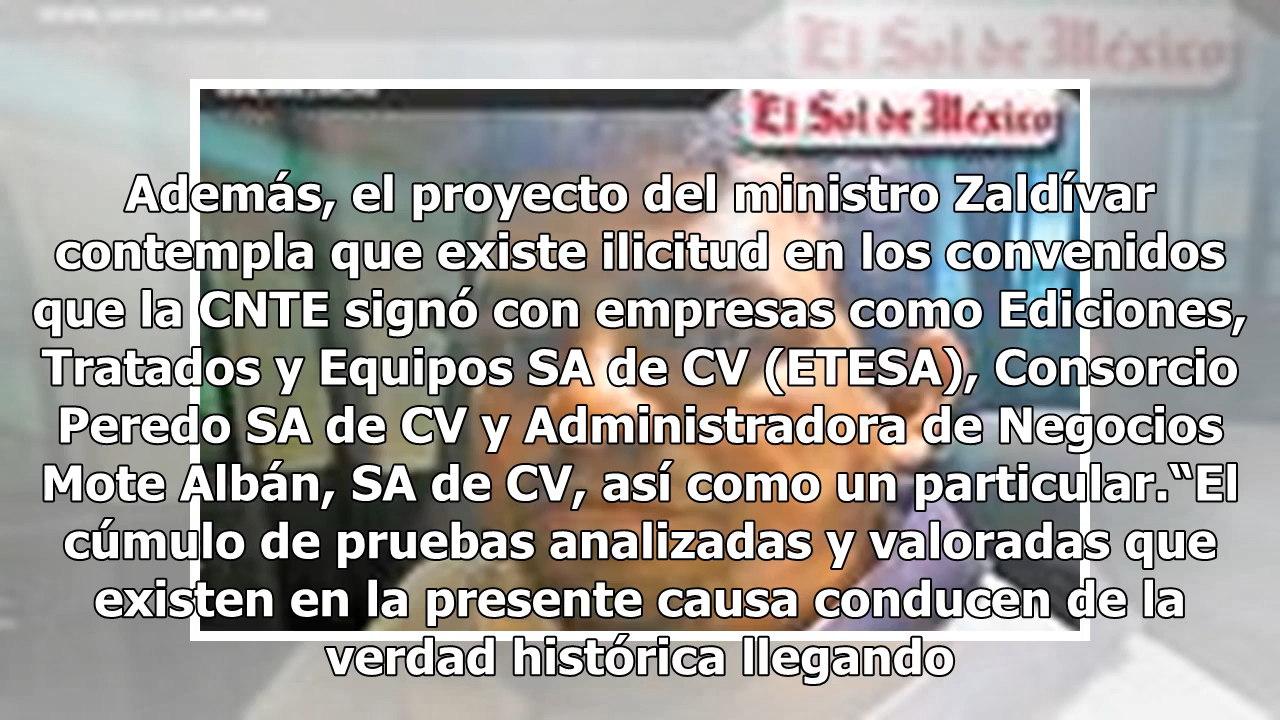 El Sol de México
El Sol de México
Además, el proyecto del ministro Zaldívar
contempla que existe ilicitud en los convenidos
que la CNTE signó con empresas como Ediciones,
Tratados y Equipos SA de CV (ETESA), Consorcio
Peredo SA de CV y Administradora de Negocios
Mote Albán, SA de CV, así como un particular.“El
cúmulo de pruebas analizadas y valoradas que
existen en la presente causa conducen de la
verdad histórica llegando